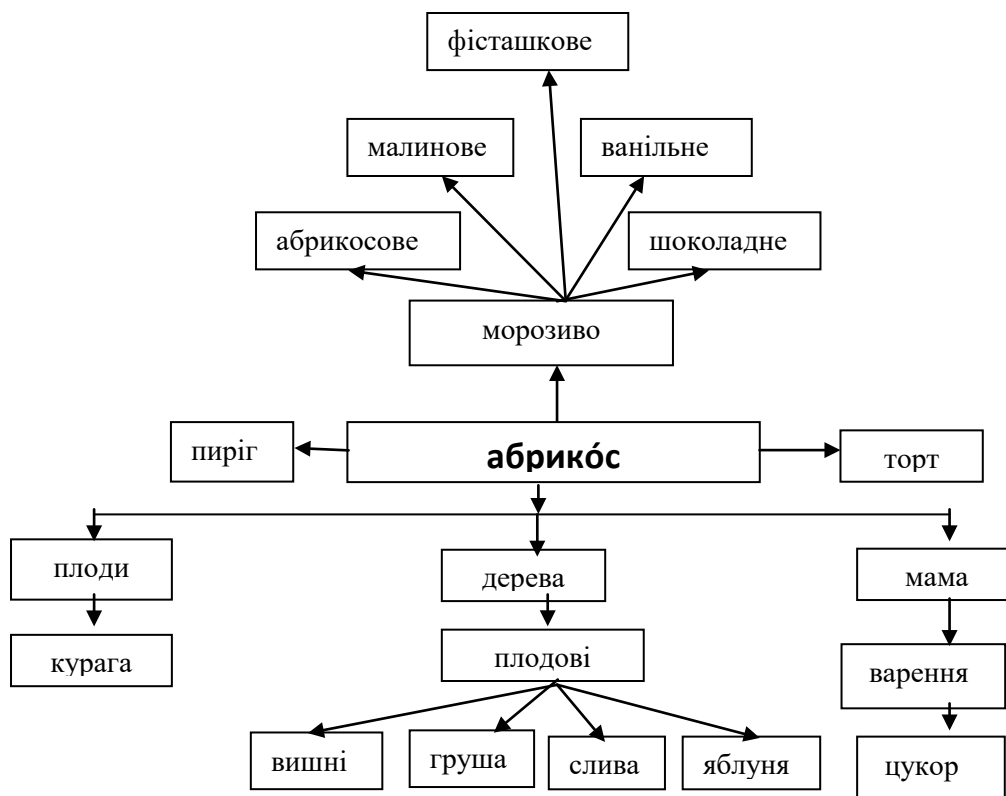 фісташкове
малинове
ванільне
абрикосове
шоколадне
морозиво
пиріг
абрико́с
торт
плоди
дерева
мама
курага
плодові
варення
вишні
груша
слива
яблуня
цукор